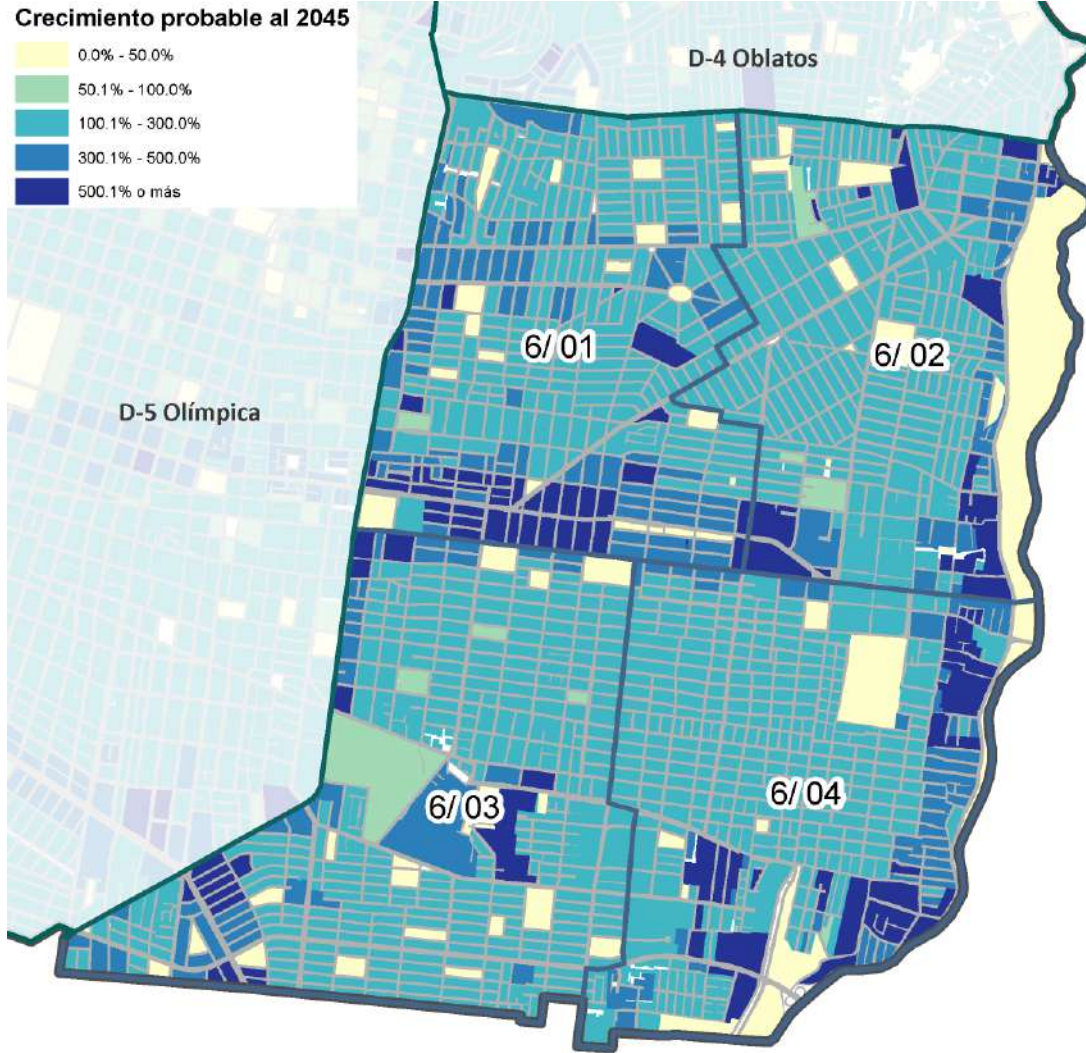 Crecimiento probable al 2045
0.0% - 50.0%
50.1% - 100.0%
100.1% - 300.0%
300.1% - 500.0%
500.1% o más
D-4 Oblatos
6/ 01
6/ 02
D-5 Olímpica
6/ 03
6/ 04